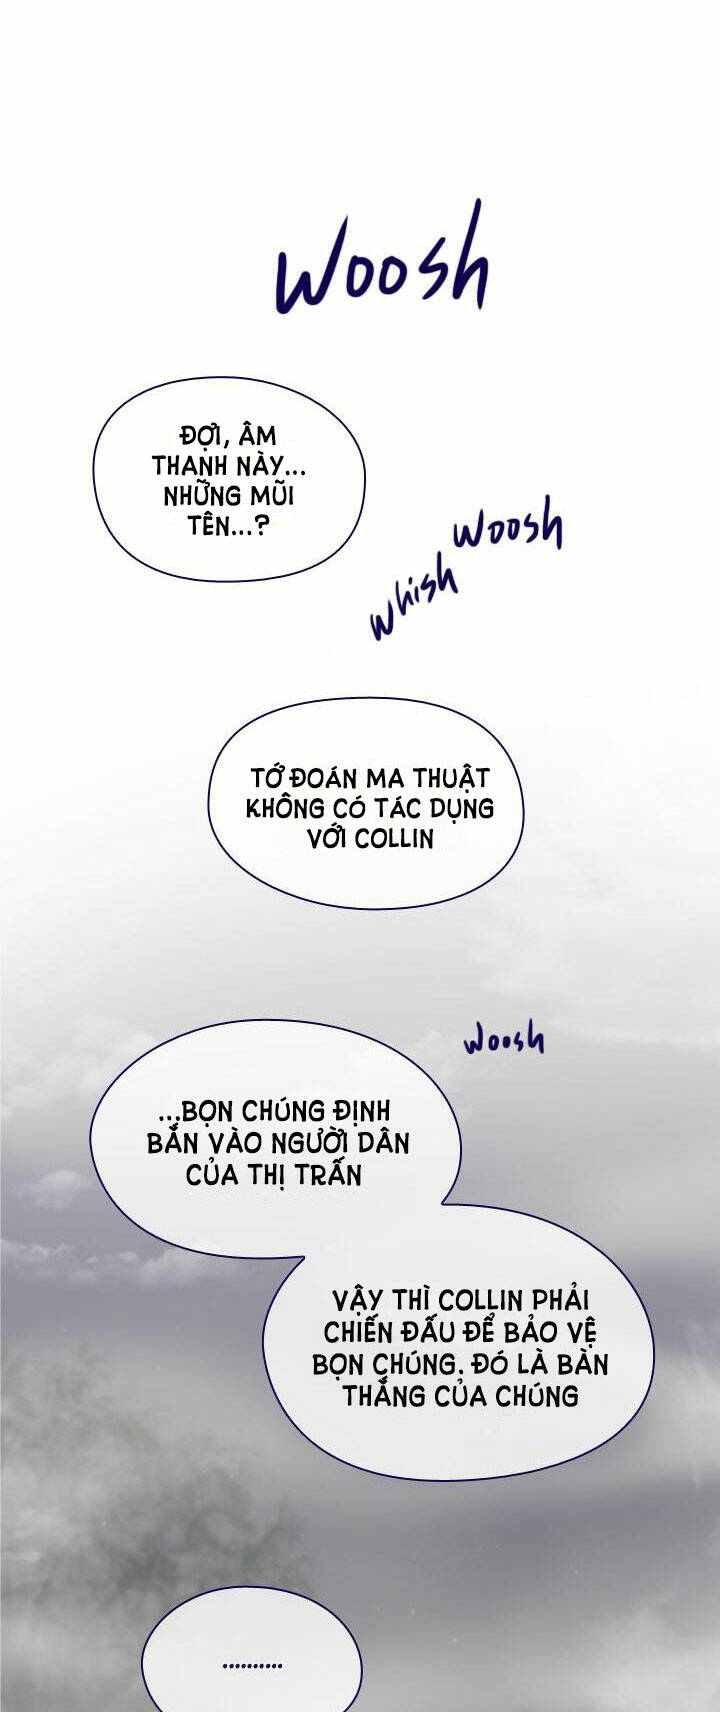 Woosh
ĐỢI, ÂM
THANH NÀY...
NHỮNG MŨI
TÊN...?
Woosh
Whish
TỚ ĐOÁN MA THUẬT
KHÔNG CÓ TÁC DỤNG
VỚI COLLIN
Woosh
...BỌN CHÚNG ĐỊNH
BẮN VÀO NGƯỜI DÂN
CỦA THỊ TRẤN
VẬY THÌ COLLIN PHẢI
CHIẾN ĐẤU ĐỂ BẢO VỆ
BỌN CHÚNG. ĐÓ LÀ BÀN
THẮNG CỦA CHÚNG
..........